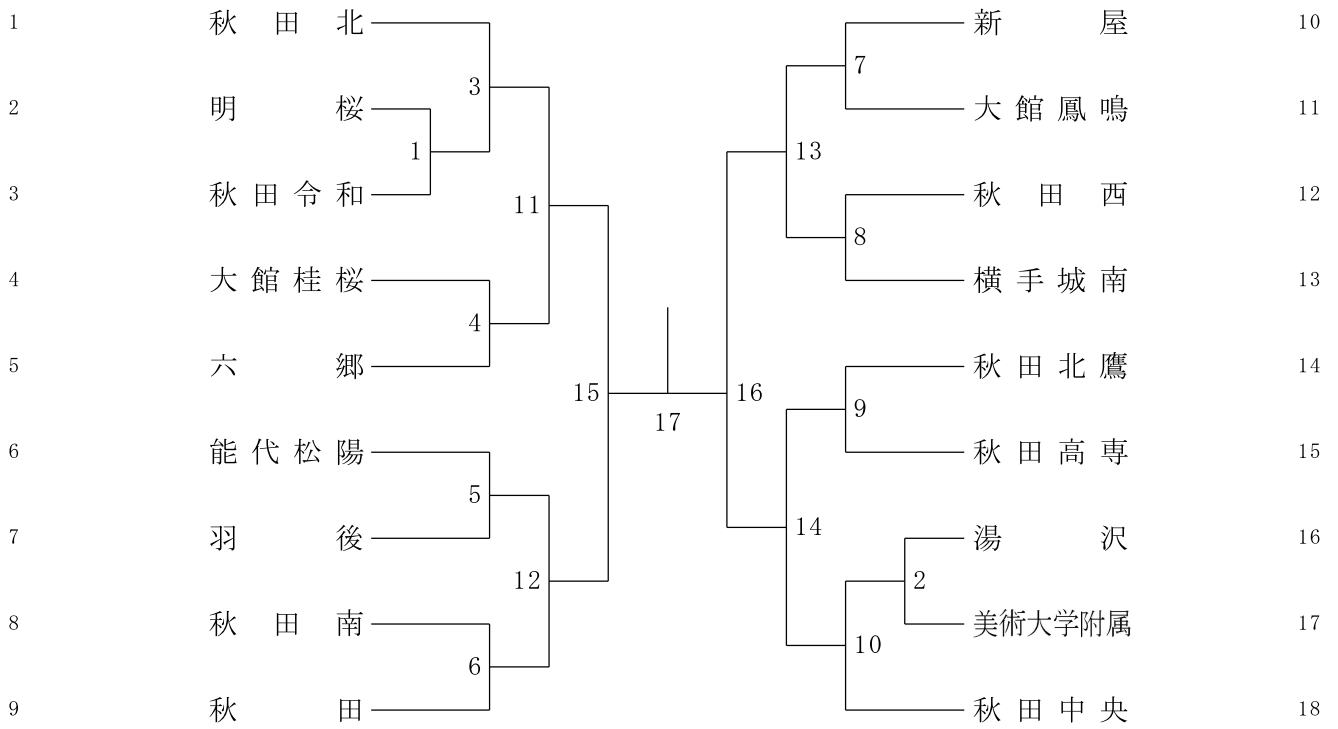 1 秋田北
3
2 明桜
1
3 秋田令和
11
4 大館桂桜
4
5 六郷
15
6 能代松陽
5
7 羽後
12
8 秋田南
6
9 秋田
17
新屋 10
7
大館鳳鳴 11
13
秋田西 12
8
横手城南 13
16
秋田北鷹 14
9
秋田高専 15
14
湯沢 16
2
美術大学附属 17
10
秋田中央 18